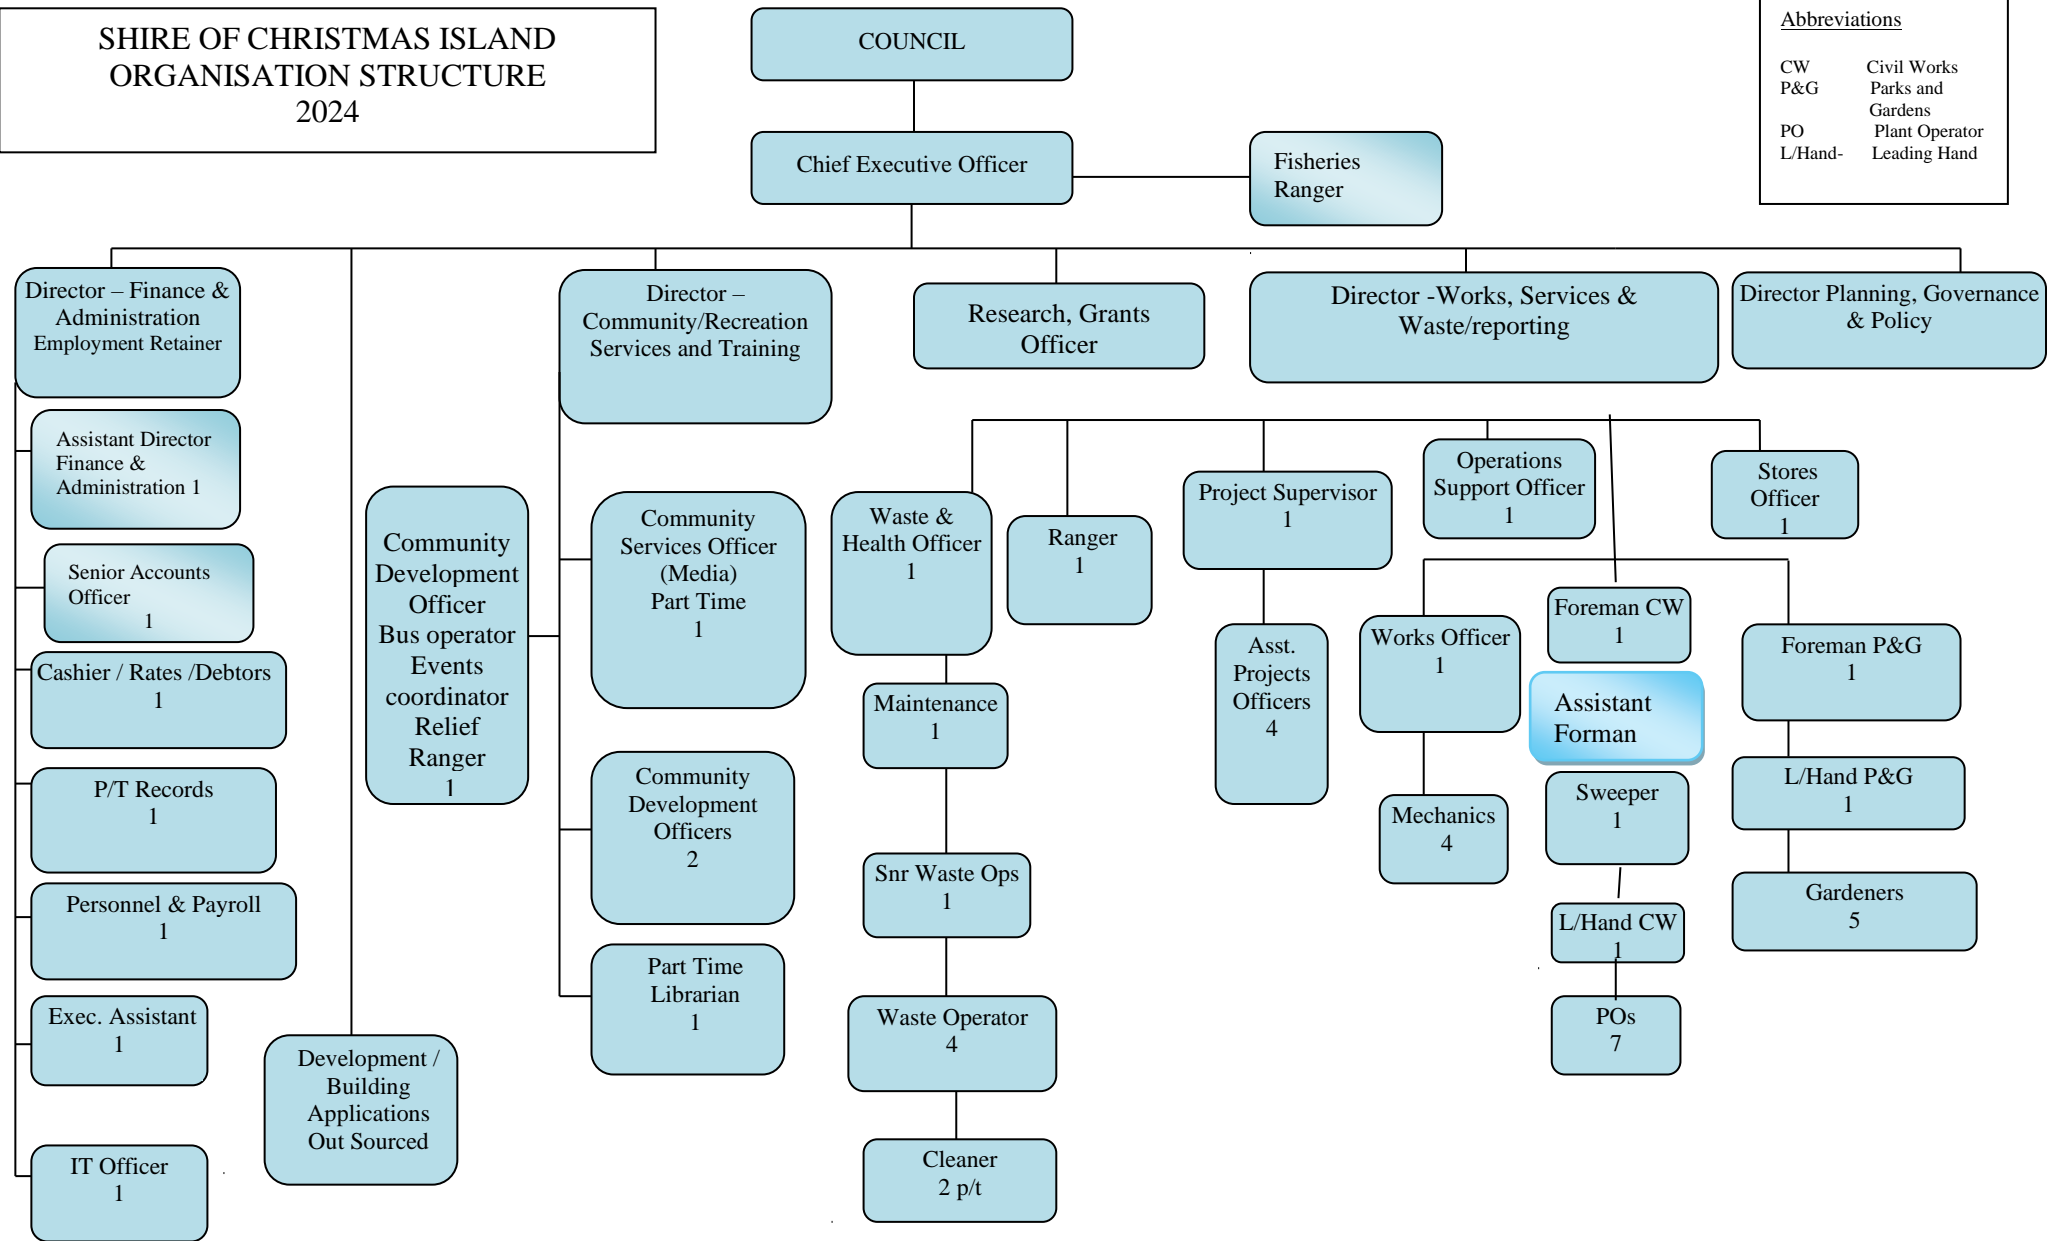 SHIRE OF CHRISTMAS ISLAND
ORGANISATION STRUCTURE
2024
COUNCIL
Abbreviations
CW Civil Works
P&G Parks and
Gardens
PO Plant Operator
L/Hand- Leading Hand
Chief Executive Officer
Fisheries
Ranger
Director – Finance &
Administration
Employment Retainer
Director –
Community/Recreation
Services and Training
Research, Grants
Officer
Director -Works, Services &
Waste/reporting
Director Planning, Governance
& Policy
Assistant Director
Finance &
Administration 1
Senior Accounts
Officer
1
Cashier / Rates /Debtors
1
P/T Records
1
Personnel & Payroll
1
Exec. Assistant
1
IT Officer
1
Development /
Building
Applications
Out Sourced
Community
Development
Officer
Bus operator
Events
coordinator
Relief
Ranger
1
Community
Services Officer
(Media)
Part Time
1
Community
Development
Officers
2
Part Time
Librarian
1
Waste &
Health Officer
1
Maintenance
1
Snr Waste Ops
1
Waste Operator
4
Cleaner
2 p/t
Ranger
1
Project Supervisor
1
Asst.
Projects
Officers
4
Operations
Support Officer
1
Stores
Officer
1
Works Officer
1
Mechanics
4
Foreman CW
1
Assistant
Forman
Sweeper
1
L/Hand CW
1
POs
7
Foreman P&G
1
L/Hand P&G
1
Gardeners
5